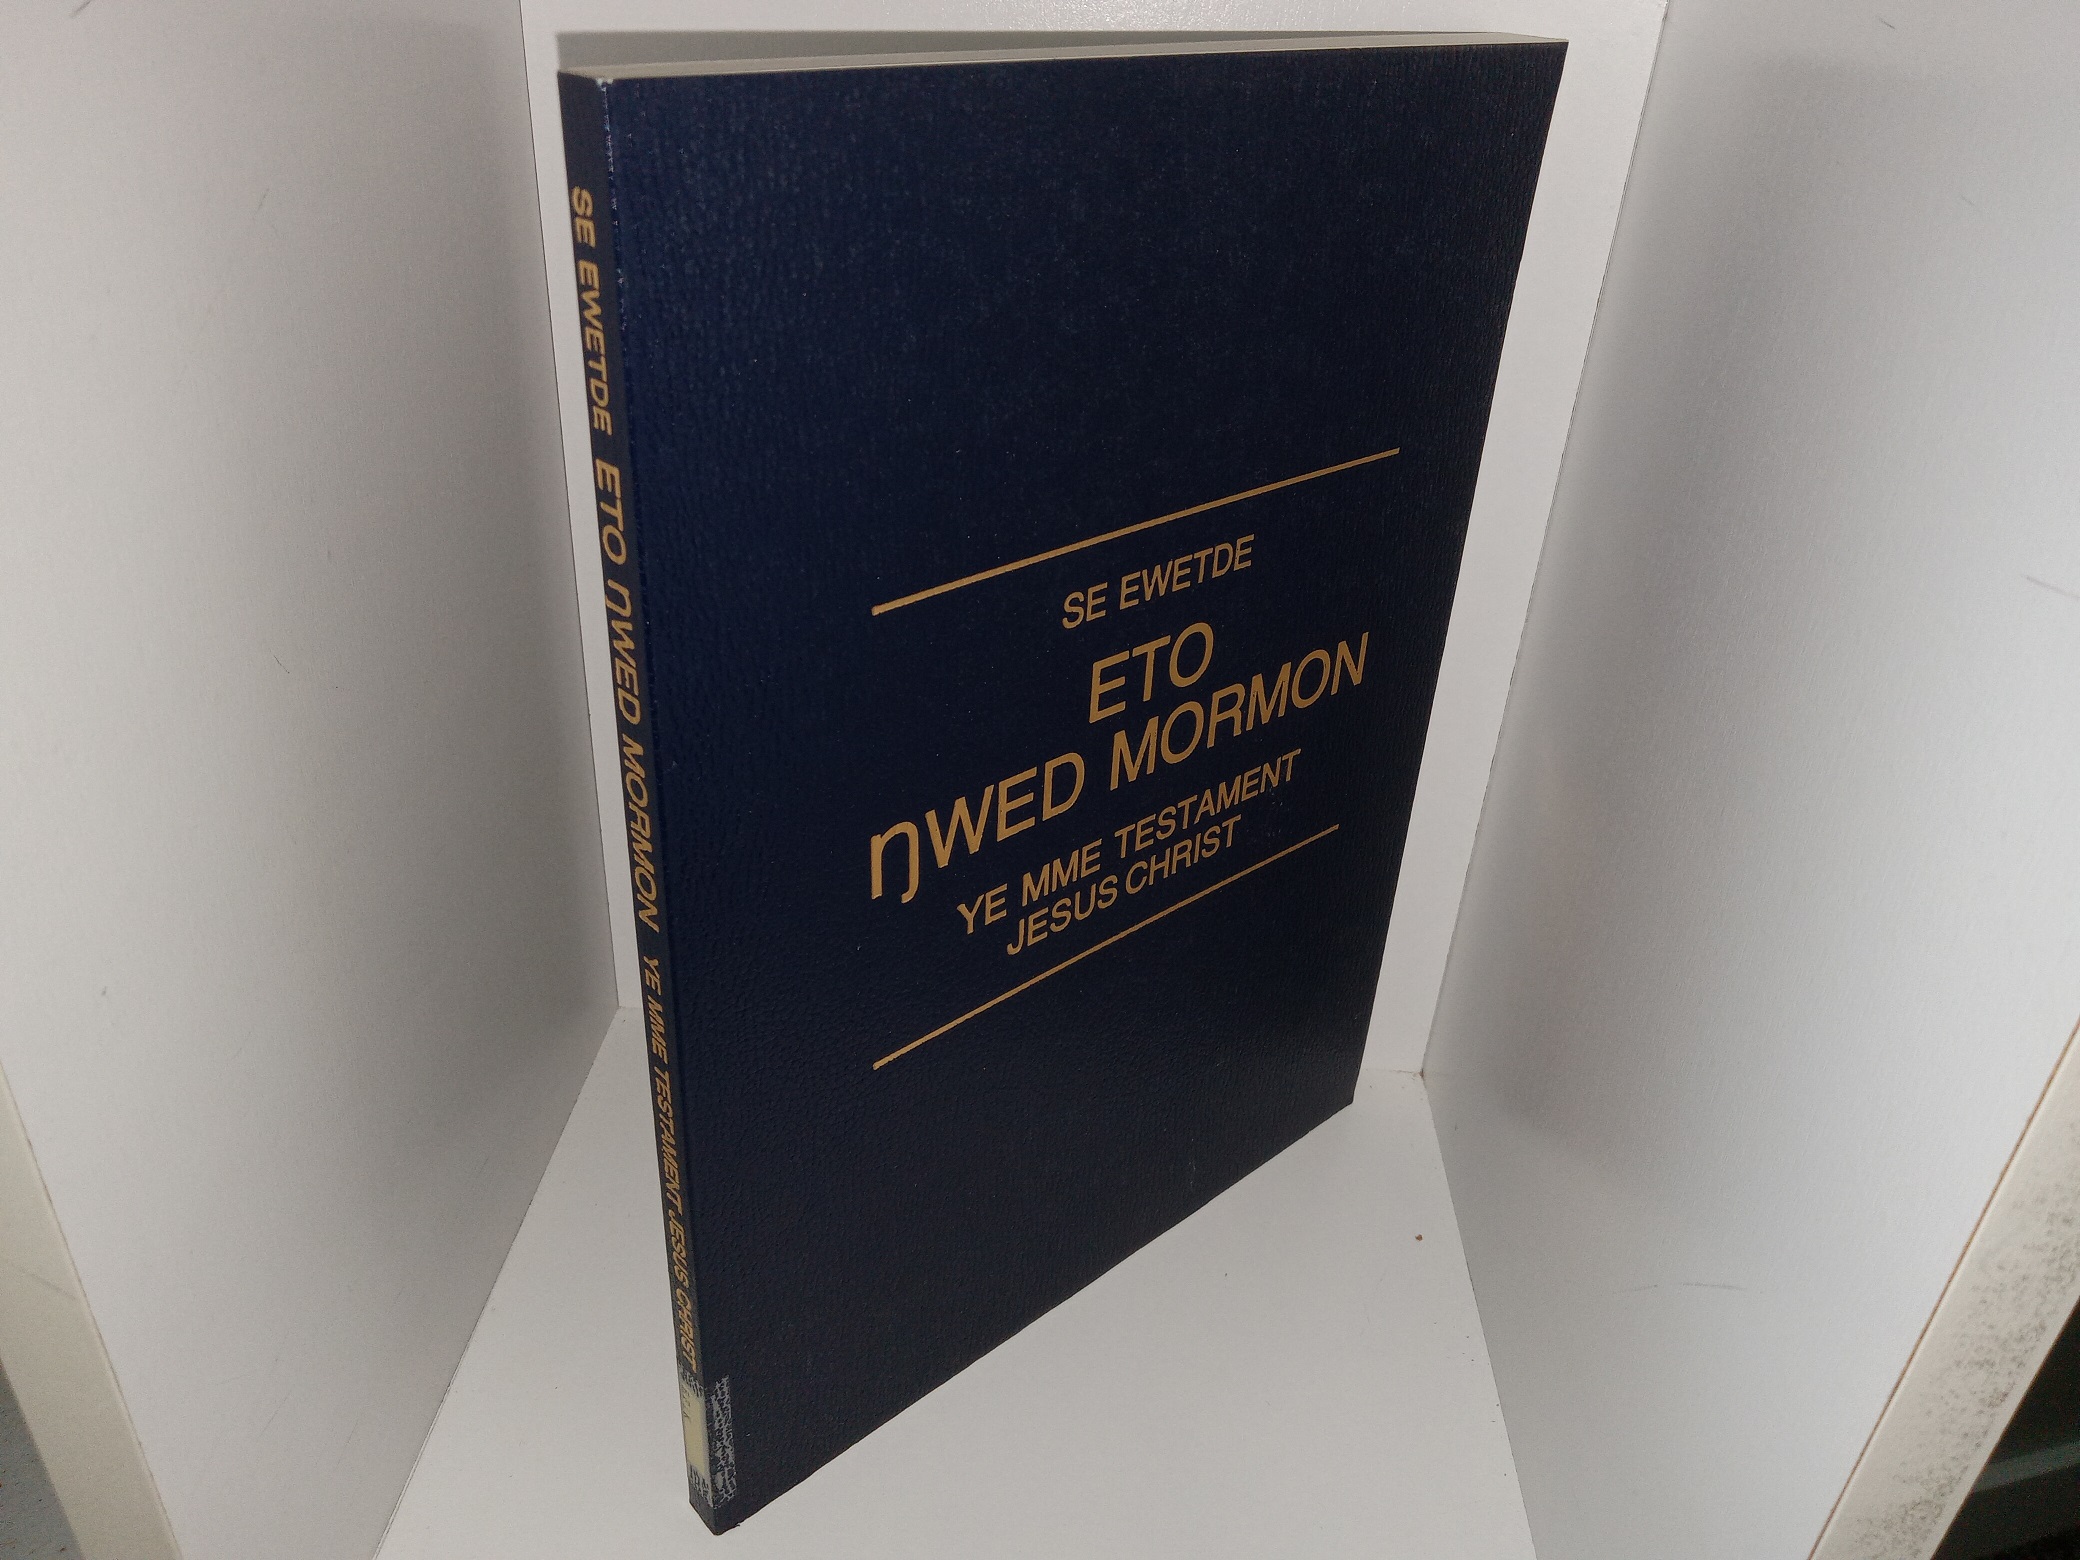 SE EWETDE ETO ŊWED MORMON YE MME TESTAMENT JESUS CHRIST
SE EWETDE
ETO
ŊWED MORMON
YE MME TESTAMENT
JESUS CHRIST